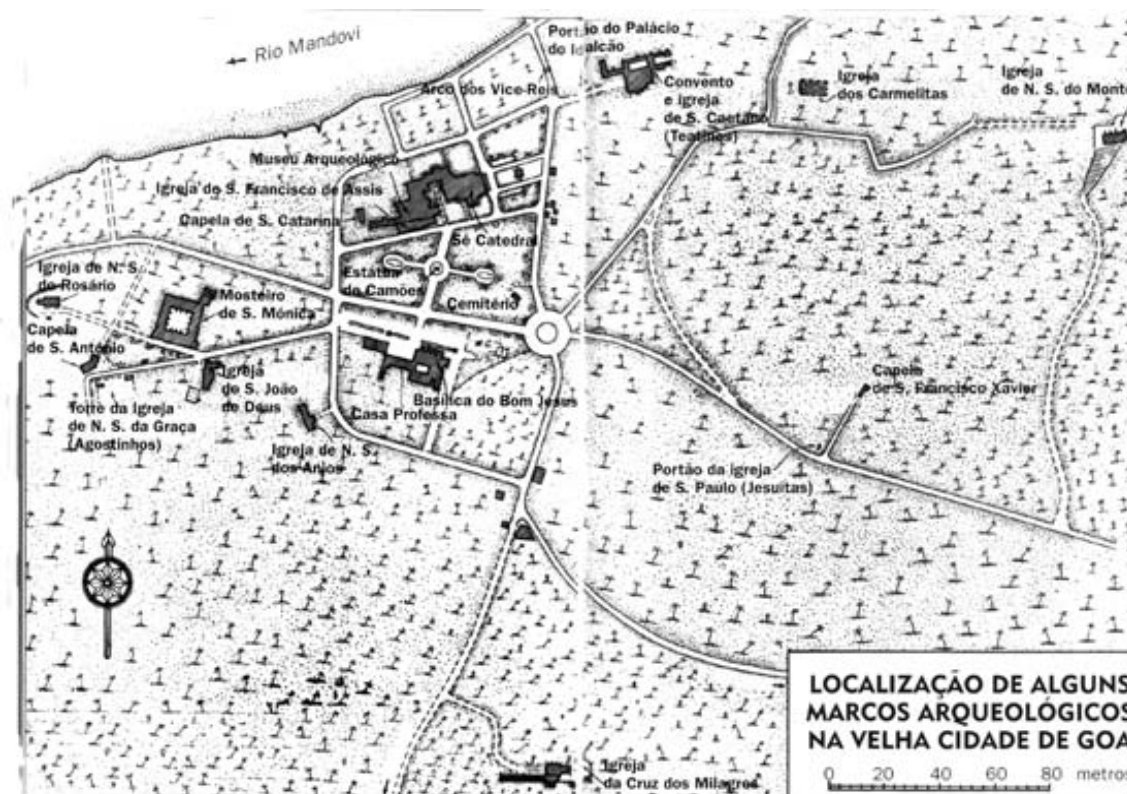 ← Rio Mandovi
Portão do Palácio
do Idalcão
Arco dos Vice-Reis
Convento
e Igreja
de S. Caetano
(Teatinos)
Igreja
dos Carmelitas
Igreja
de N. S. do Monte
Museu Arqueológico
Igreja de S. Francisco de Assis
Capela de S. Catarina
Sé Catedral
Estátua
de Camões
Cemitério
Igreja de N. S.
do Rosário
Mosteiro
de S. Mónica
Capela
de S. António
Igreja
de S. João
de Deus
Torre da Igreja
de N. S. da Graça
(Agostinhos)
Basílica do Bom Jesus
Casa Professa
Igreja de N. S.
dos Anjos
Capela
de S. Francisco Xavier
Portão da igreja
de S. Paulo (Jesuítas)
Igreja
da Cruz dos Milagres
LOCALIZAÇÃO DE ALGUNS
MARCOS ARQUEOLÓGICOS
NA VELHA CIDADE DE GOA
0 20 40 60 80 metros